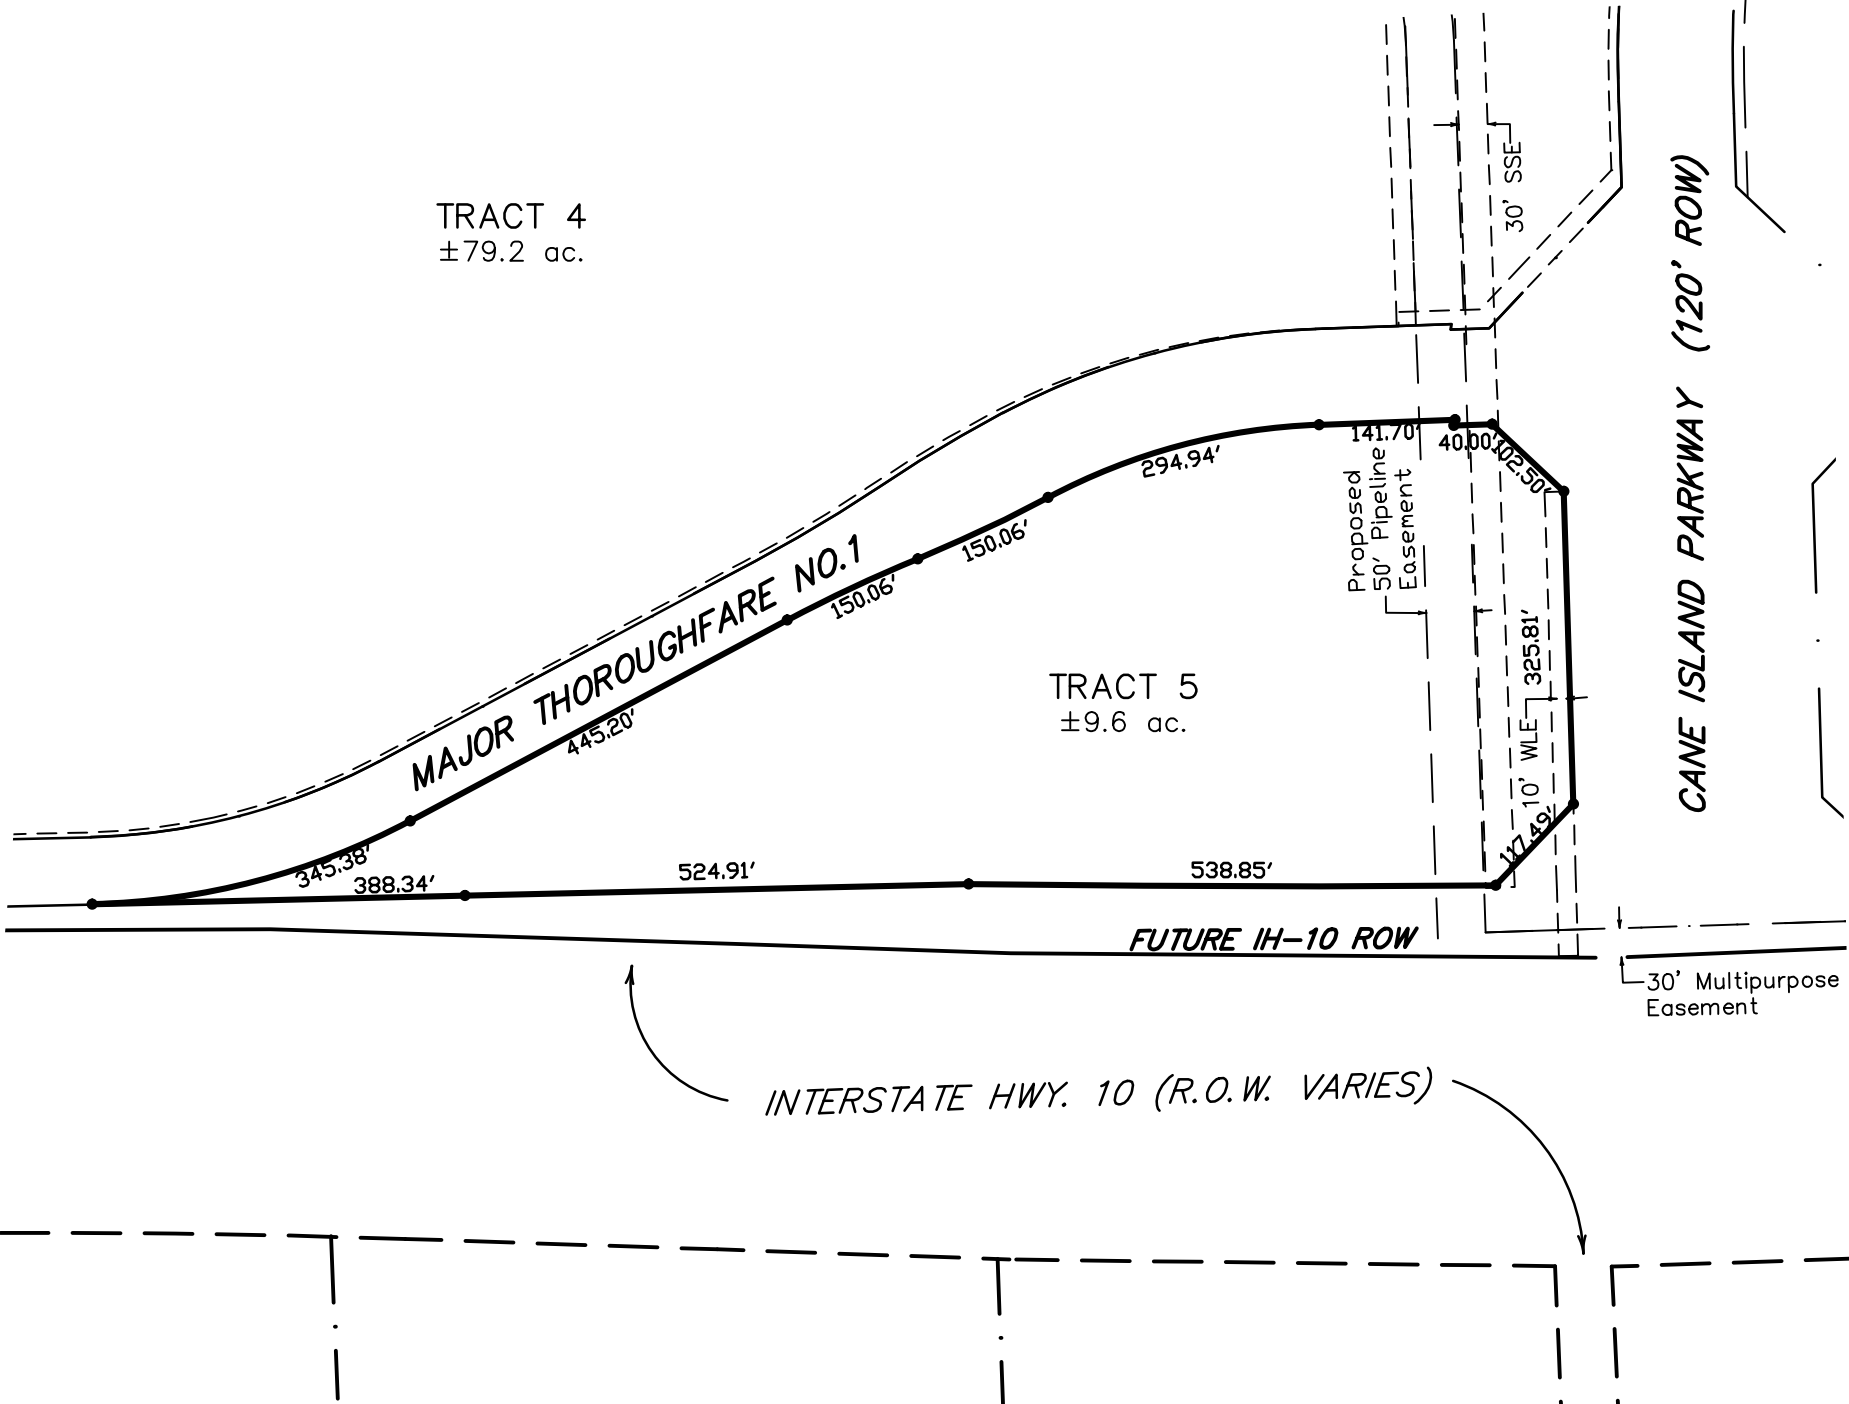 TRACT 4
±79.2 ac.
30' SSE
CANE ISLAND PARKWAY (120' ROW)
MAJOR THOROUGHFARE NO.1
141.70'
40.00'
102.50'
294.94'
150.06'
150.06'
445.20'
345.38'
Proposed
50' Pipeline
Easement
325.81'
10' WLE
TRACT 5
±9.6 ac.
117.49'
388.34'
524.91'
538.85'
FUTURE IH-10 ROW
30' Multipurpose
Easement
INTERSTATE HWY. 10 (R.O.W. VARIES)